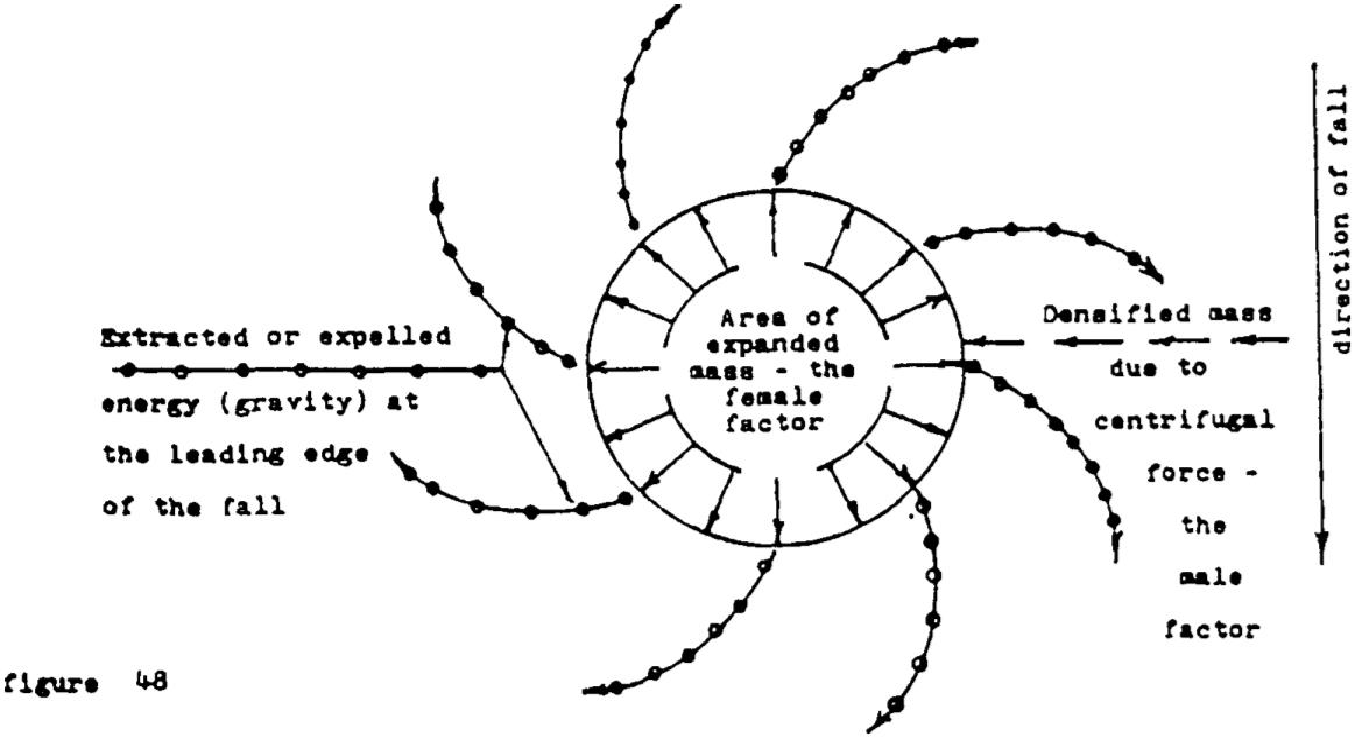 Extracted or expelled
energy (gravity) at
the leading edge
of the fall
Area of
expanded
mass - the
female
factor
Densified mass
due to
centrifugal
force -
the
male
factor
direction of fall
figure 48